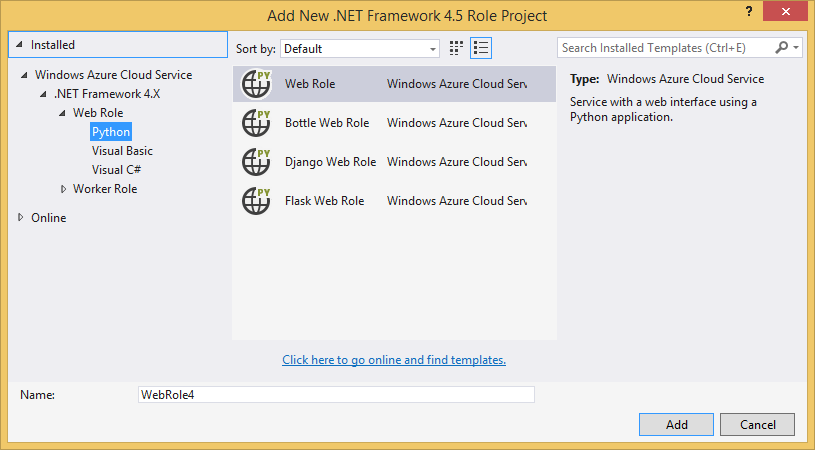 Add New .NET Framework 4.5 Role Project
?
Installed
Sort by: Default
Search Installed Templates (Ctrl+E)
Windows Azure Cloud Service
.NET Framework 4.X
Web Role
Python
Visual Basic
Visual C#
Worker Role
Online
PY Web Role Windows Azure Cloud Serv
PY Bottle Web Role Windows Azure Cloud Serv
PY Django Web Role Windows Azure Cloud Serv
PY Flask Web Role Windows Azure Cloud Serv
Type: Windows Azure Cloud Service
Service with a web interface using a
Python application.
Click here to go online and find templates.
Name: WebRole4
Add Cancel